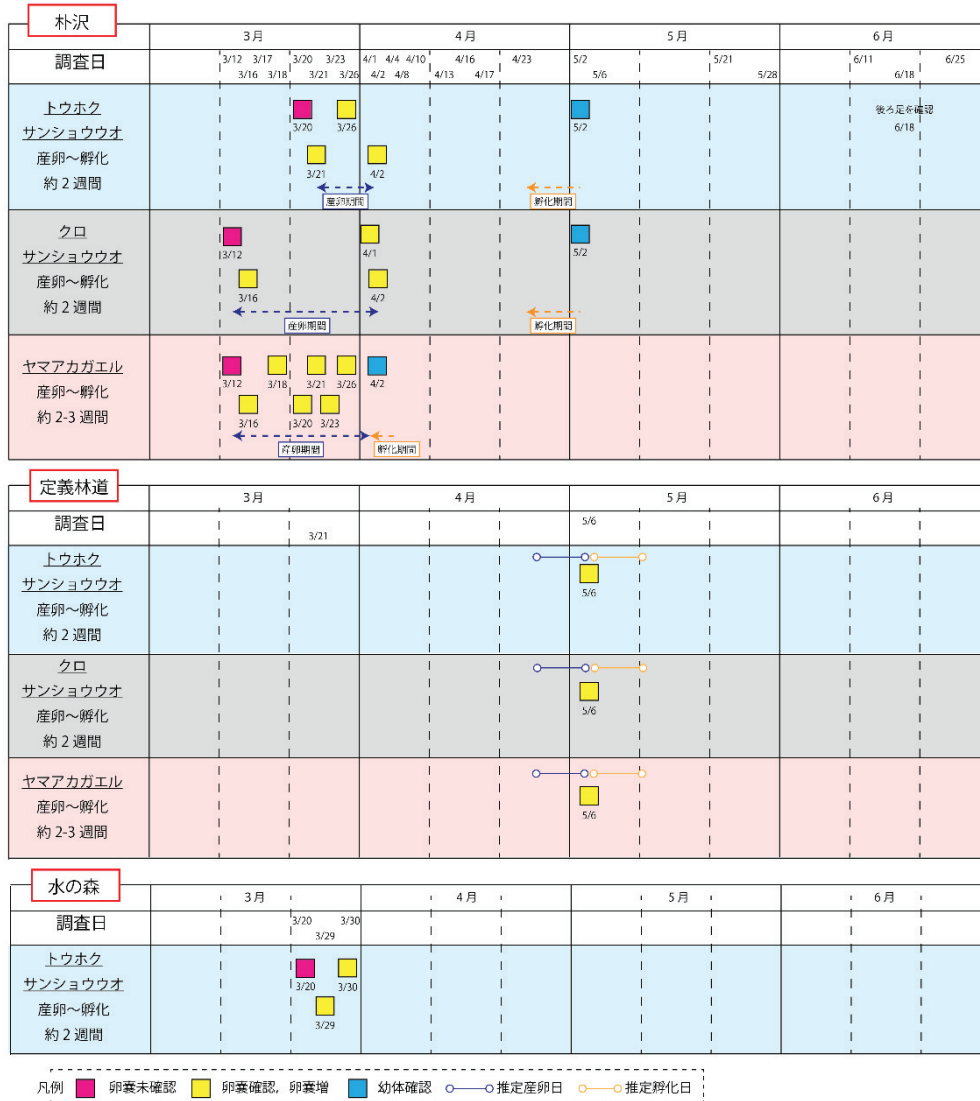 朴沢
3月 4月 5月 6月
調査日
3/12 3/17 3/20 3/23 4/1 4/4 4/10 4/16 4/23 5/2 5/21 6/11 6/25
3/16 3/18 3/21 3/26 4/2 4/8 4/13 4/17 5/6 5/28 6/18
トウホク
サンショウウオ
産卵～孵化
約2週間
3/20 3/26 5/2 後ろ足を確認
6/18
3/21 4/2
産卵期間 孵化期間
クロ
サンショウウオ
産卵～孵化
約2週間
3/12 4/1 5/2
3/16 4/2
産卵期間 孵化期間
ヤマアカガエル
産卵～孵化
約2-3週間
3/12 3/18 3/21 3/26 4/2
3/16 3/20 3/23
産卵期間 孵化期間
定義林道
3月 4月 5月 6月
調査日
5/6
3/21
トウホク
サンショウウオ
産卵～孵化
約2週間
5/6
クロ
サンショウウオ
産卵～孵化
約2週間
5/6
ヤマアカガエル
産卵～孵化
約2-3週間
5/6
水の森
3月 4月 5月 6月
調査日
3/20 3/30
3/29
トウホク
サンショウウオ
産卵～孵化
約2週間
3/20 3/30
3/29
凡例 卵嚢未確認 卵嚢確認，卵嚢増 幼体確認 推定産卵日 推定孵化日